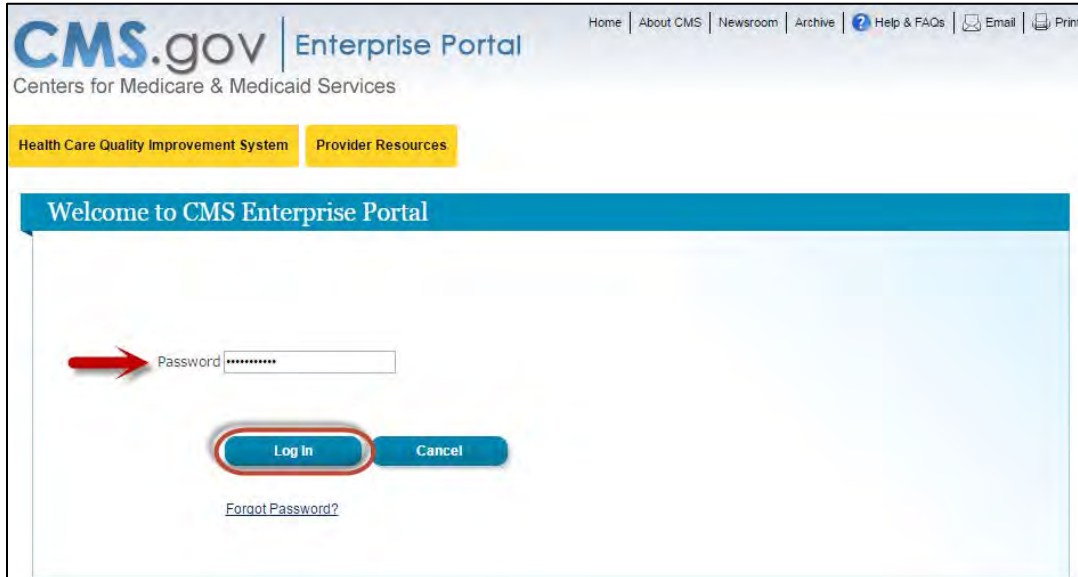 Home | About CMS | Newsroom | Archive | Help & FAQs | Email | Print
CMS.gov | Enterprise Portal
Centers for Medicare & Medicaid Services
Health Care Quality Improvement System Provider Resources
Welcome to CMS Enterprise Portal
Password •••••••••••
Log In Cancel
Forgot Password?